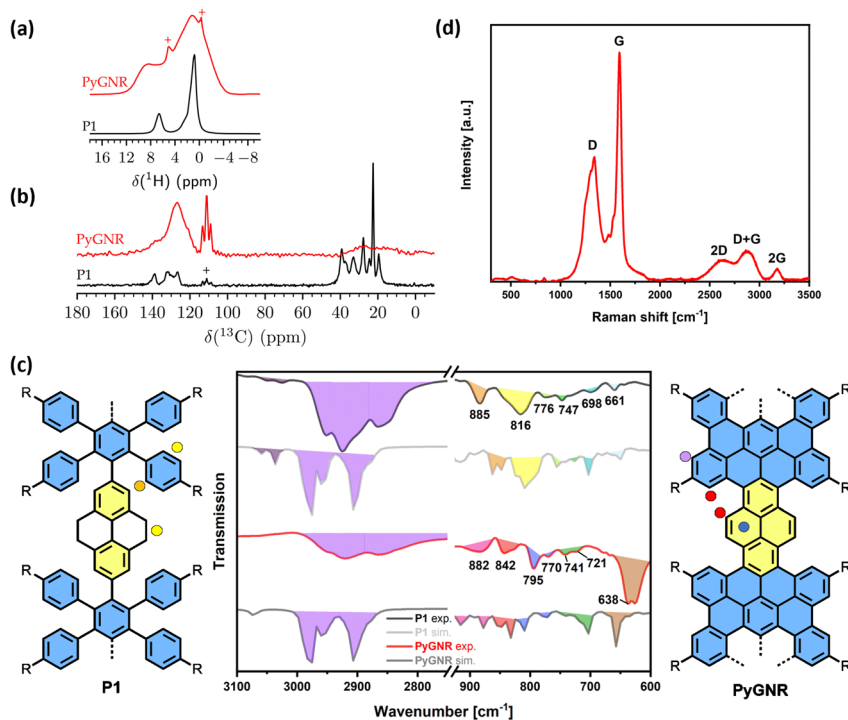 (a)
PyGNR
+
+
P1
16 12 8 4 0 −4 −8
δ(¹H) (ppm)
(b)
PyGNR
P1
+
180 160 140 120 100 80 60 40 20 0
δ(¹³C) (ppm)
(d)
Intensity [a.u.]
D
G
2D
D+G
2G
500 1000 1500 2000 2500 3000 3500
Raman shift [cm⁻¹]
(c)
R
R
R
R
R
R
R
R
P1
Transmission
885
816
776
747
698
661
882
842
795
770
741
721
638
P1 exp.
P1 sim.
PyGNR exp.
PyGNR sim.
3100 3000 2900 2800 900 800 700 600
Wavenumber [cm⁻¹]
R
R
R
R
R
R
R
R
PyGNR